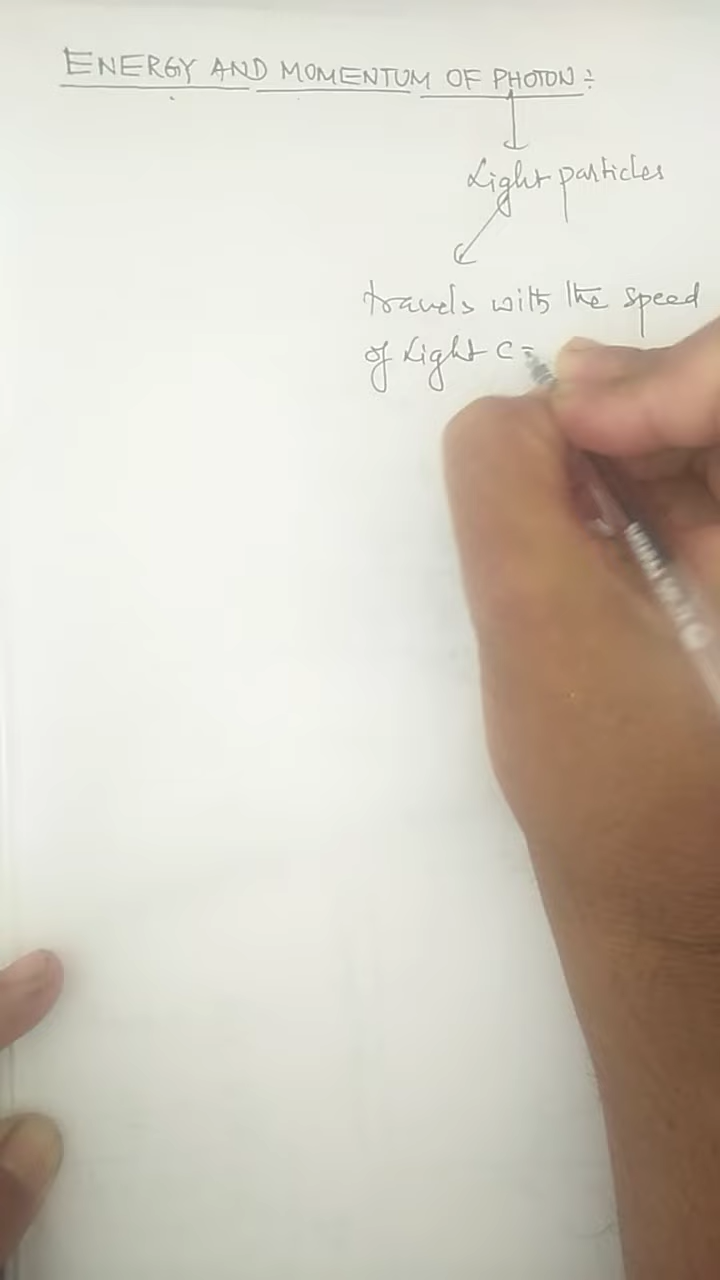 ENERGY AND MOMENTUM OF PHOTON :-
Light particles
travels with the speed
of Light C =